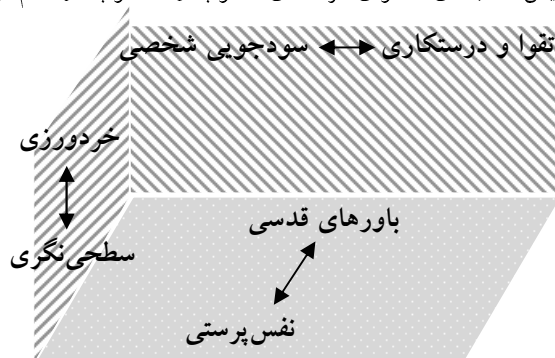 تقوا و درستکاری
سودجویی شخصی
خردورزی
سطحی‌نگری
باورهای قدسی
نفس‌پرستی